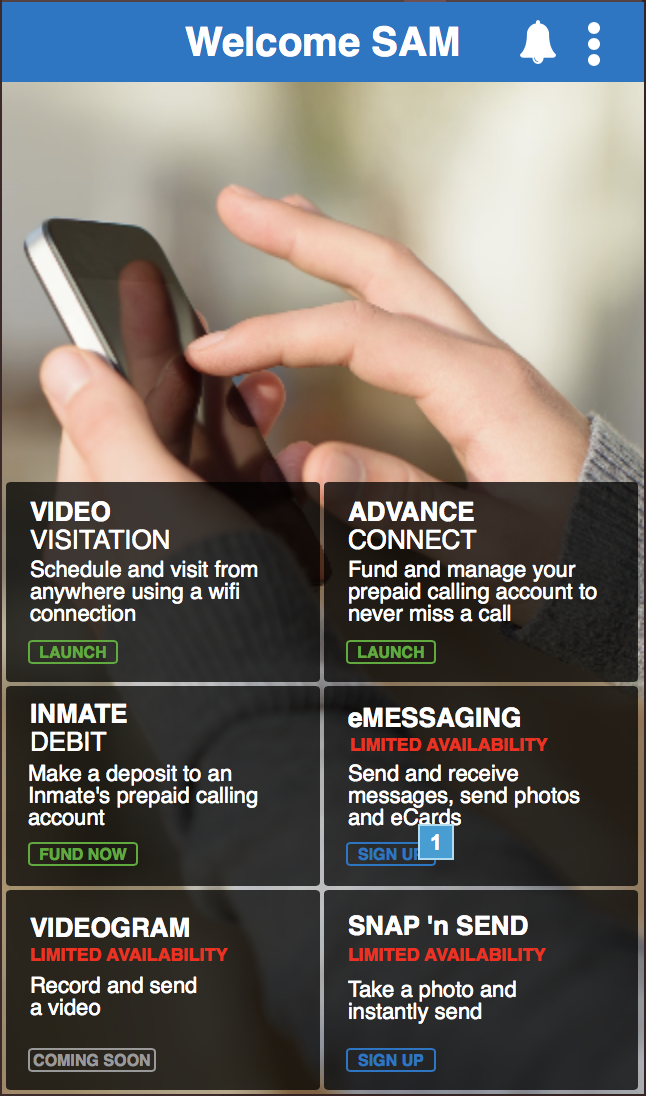 Welcome SAM
VIDEO
VISITATION
Schedule and visit from
anywhere using a wifi
connection
LAUNCH
ADVANCE
CONNECT
Fund and manage your
prepaid calling account to
never miss a call
LAUNCH
INMATE
DEBIT
Make a deposit to an
Inmate's prepaid calling
account
FUND NOW
eMESSAGING
LIMITED AVAILABILITY
Send and receive
messages, send photos
and eCards
SIGN UP
1
VIDEOGRAM
LIMITED AVAILABILITY
Record and send
a video
COMING SOON
SNAP 'n SEND
LIMITED AVAILABILITY
Take a photo and
instantly send
SIGN UP